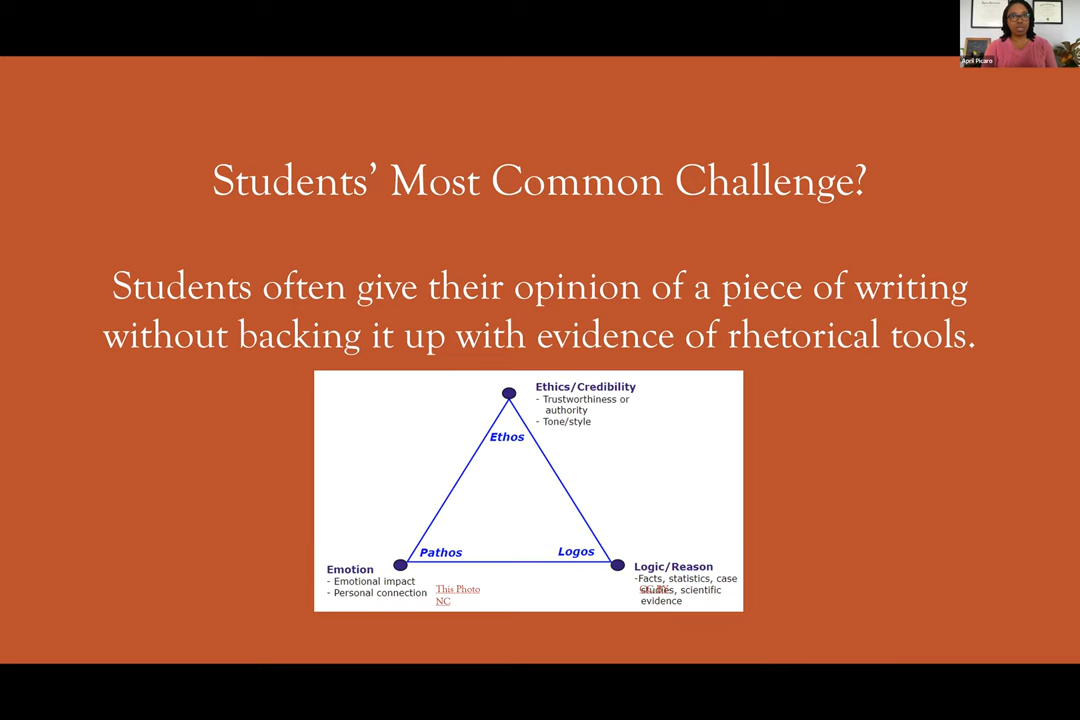 April Picaro
Students' Most Common Challenge?
Students often give their opinion of a piece of writing
without backing it up with evidence of rhetorical tools.
Ethics/Credibility
- Trustworthiness or
authority
- Tone/style
Ethos
Pathos
Logos
Emotion
- Emotional impact
- Personal connection
This Photo
NC
Logic/Reason
-Facts, statistics, case
studies, scientific
evidence
CC BY-